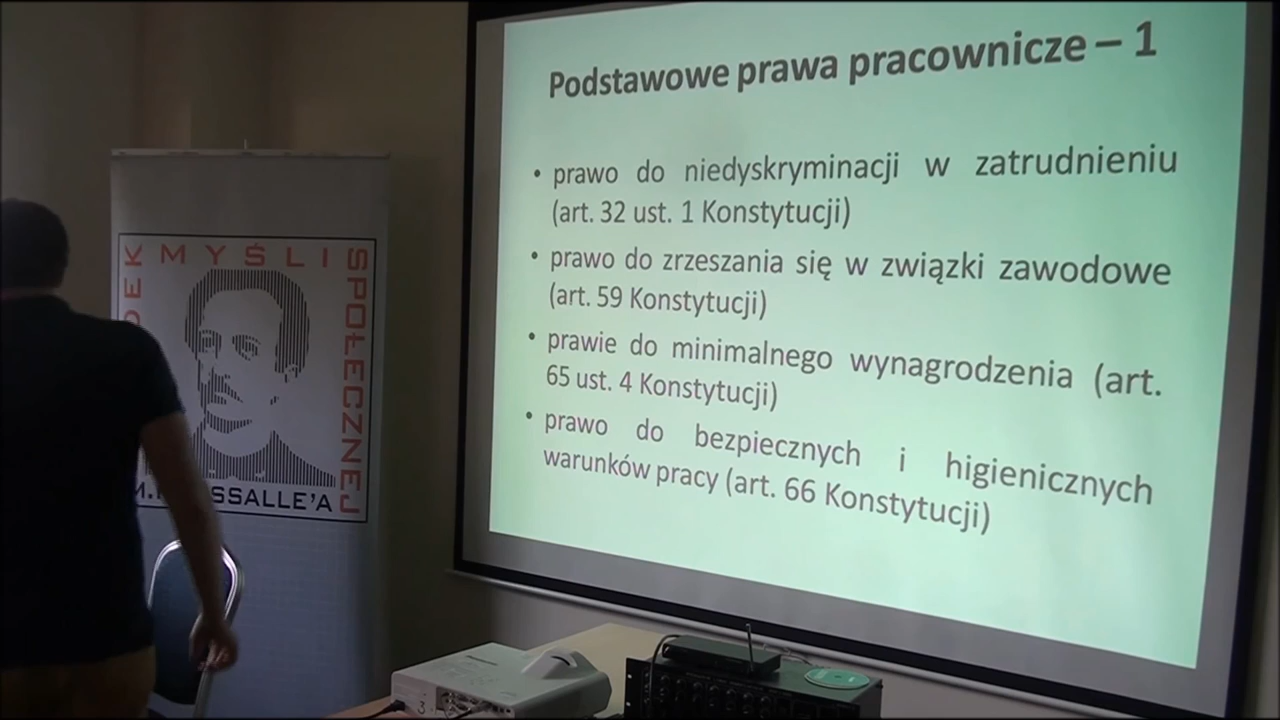 Podstawowe prawa pracownicze – 1
• prawo do niedyskryminacji w zatrudnieniu
(art. 32 ust. 1 Konstytucji)
• prawo do zrzeszania się w związki zawodowe
(art. 59 Konstytucji)
• prawie do minimalnego wynagrodzenia (art.
65 ust. 4 Konstytucji)
• prawo do bezpiecznych i higienicznych
warunków pracy (art. 66 Konstytucji)
MYŚLI
SPOŁECZNEJ
SSALLE'A
3